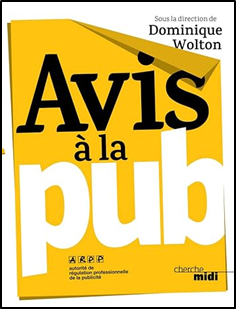 Sous la direction de
Dominique
Wolton
Avis
à la
pub
ARPP
autorité de
régulation professionnelle
de la publicité
cherche
midi